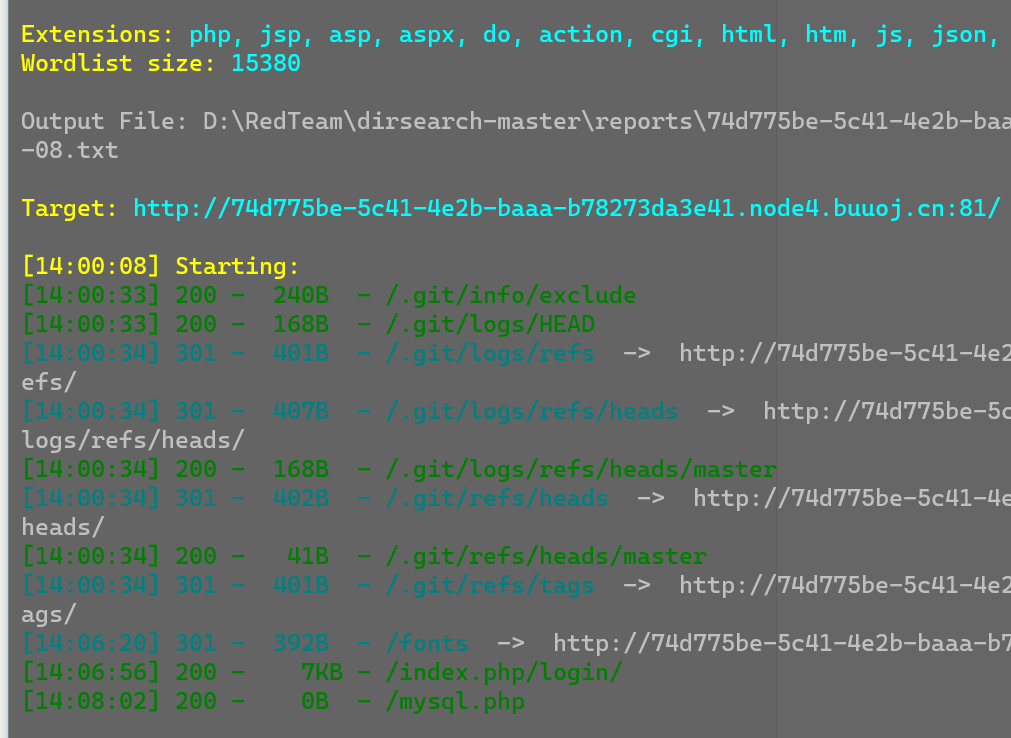 Extensions: php, jsp, asp, aspx, do, action, cgi, html, htm, js, json,
Wordlist size: 15380
Output File: D:\RedTeam\dirsearch-master\reports\74d775be-5c41-4e2b-baa
-08.txt
Target: http://74d775be-5c41-4e2b-baaa-b78273da3e41.node4.buuoj.cn:81/
[14:00:08] Starting:
[14:00:33] 200 -  240B  - /.git/info/exclude
[14:00:33] 200 -  168B  - /.git/logs/HEAD
[14:00:34] 301 -  401B  - /.git/logs/refs  ->  http://74d775be-5c41-4e2
efs/
[14:00:34] 301 -  407B  - /.git/logs/refs/heads  ->  http://74d775be-5c
logs/refs/heads/
[14:00:34] 200 -  168B  - /.git/logs/refs/heads/master
[14:00:34] 301 -  402B  - /.git/refs/heads  ->  http://74d775be-5c41-4e
heads/
[14:00:34] 200 -   41B  - /.git/refs/heads/master
[14:00:34] 301 -  401B  - /.git/refs/tags  ->  http://74d775be-5c41-4e2
ags/
[14:06:20] 301 -  392B  - /fonts  ->  http://74d775be-5c41-4e2b-baaa-b7
[14:06:56] 200 -    7KB - /index.php/login/
[14:08:02] 200 -    0B  - /mysql.php